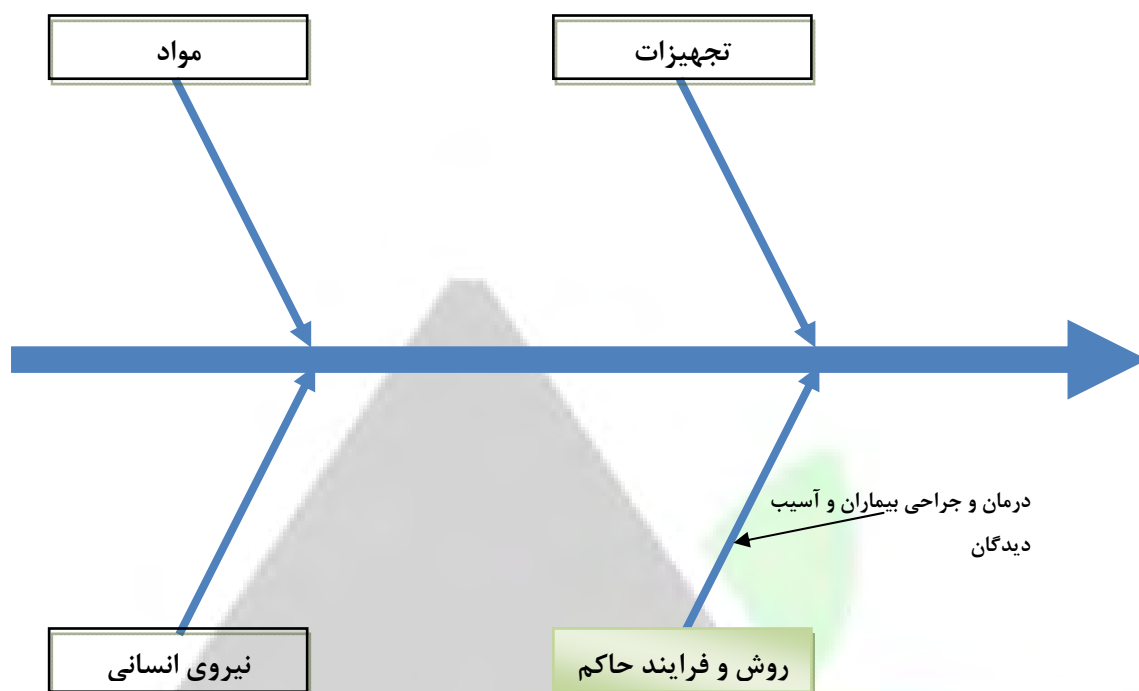 تجهیزات
مواد
درمان و جراحی بیماران و آسیب
دیدگان
روش و فرایند حاکم
نیروی انسانی